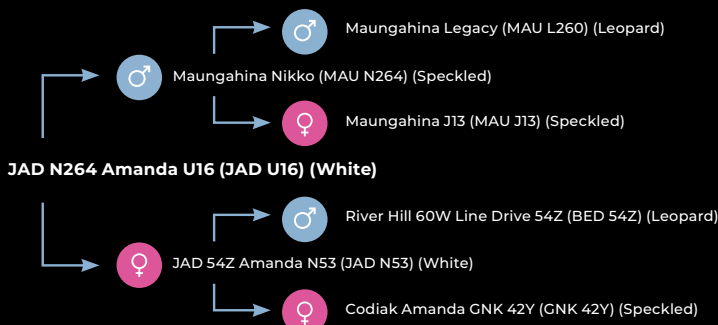 Maungahina Legacy (MAU L260) (Leopard)
Maungahina Nikko (MAU N264) (Speckled)
Maungahina J13 (MAU J13) (Speckled)
JAD N264 Amanda U16 (JAD U16) (White)
River Hill 60W Line Drive 54Z (BED 54Z) (Leopard)
JAD 54Z Amanda N53 (JAD N53) (White)
Codiak Amanda GNK 42Y (GNK 42Y) (Speckled)